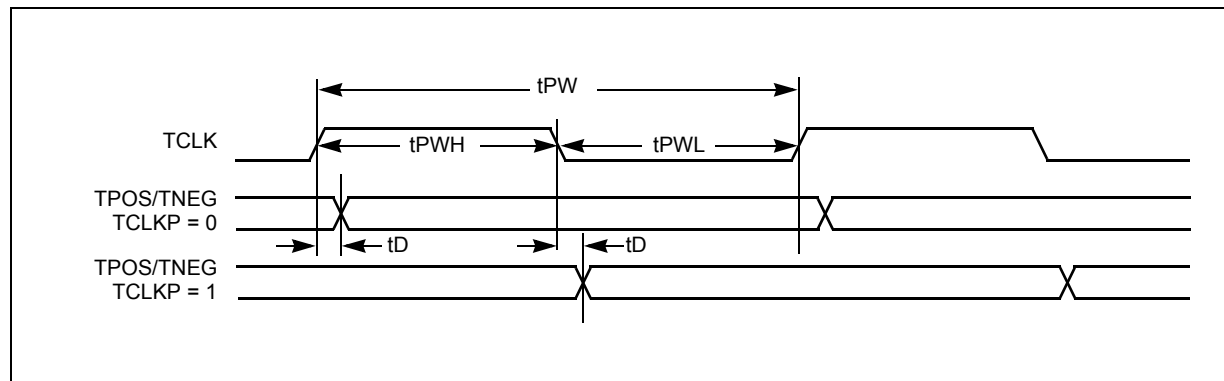 tPW
TCLK
tPWH
tPWL
TPOS/TNEG
TCLKP = 0
tD
tD
TPOS/TNEG
TCLKP = 1